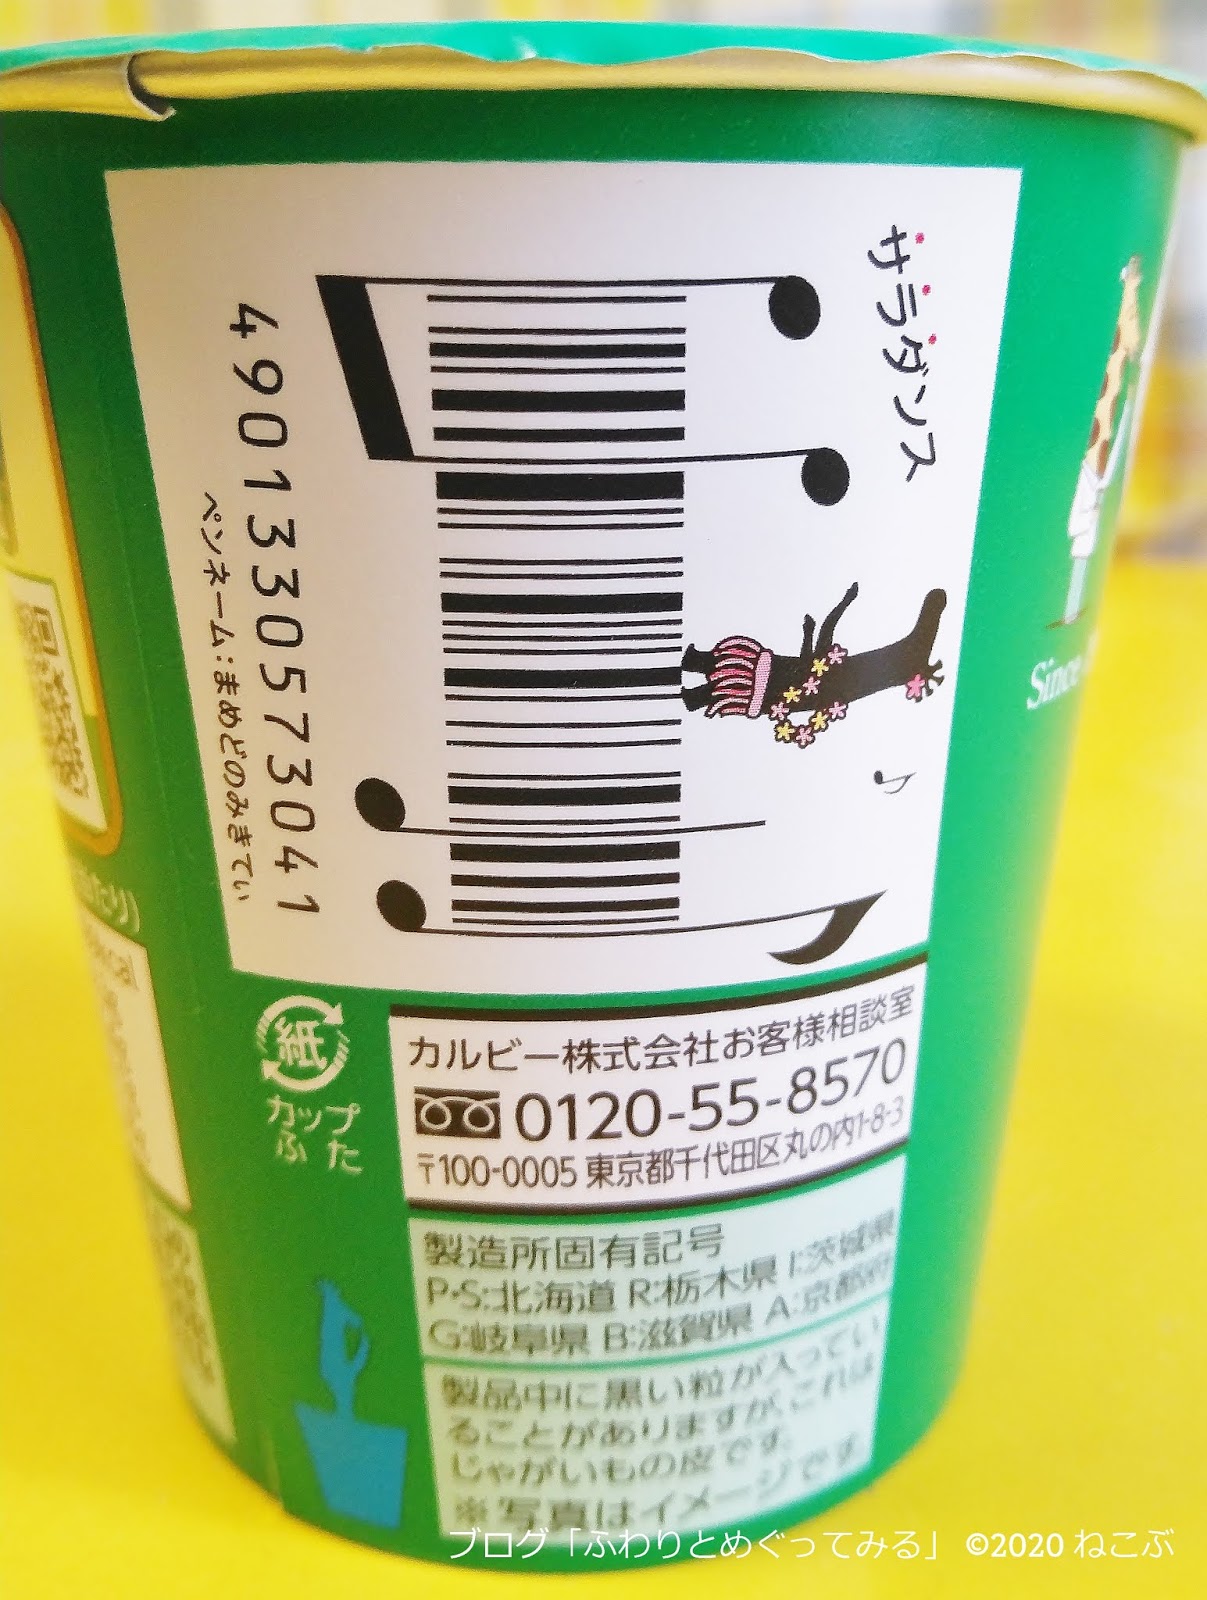 サラダンス
4901330573041
ペンネーム:まめどのみきてぃ
Since
紙
カップ
ふた
カルビー株式会社お客様相談室
0120-55-8570
〒100-0005 東京都千代田区丸の内1-8-3
製造所固有記号
P・S:北海道 R:栃木県 I:茨城県
G:岐阜県 B:滋賀県 A:京都府
製品中に黒い粒が入ってい
ることがありますが、これは
じゃがいもの皮です。
※写真はイメージです。
kcal
ブログ「ふわりとめぐってみる」 ©2020 ねこぶ